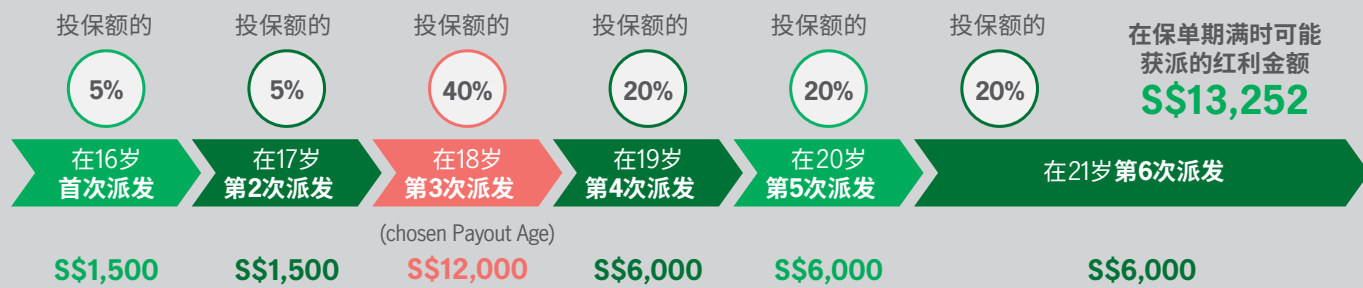 投保额的
投保额的
投保额的
投保额的
投保额的
投保额的
在保单期满时可能
获派的红利金额
S$13,252
5%
5%
40%
20%
20%
20%
在16岁
首次派发
在17岁
第2次派发
在18岁
第3次派发
在19岁
第4次派发
在20岁
第5次派发
在21岁第6次派发
(chosen Payout Age)
S$1,500
S$1,500
S$12,000
S$6,000
S$6,000
S$6,000